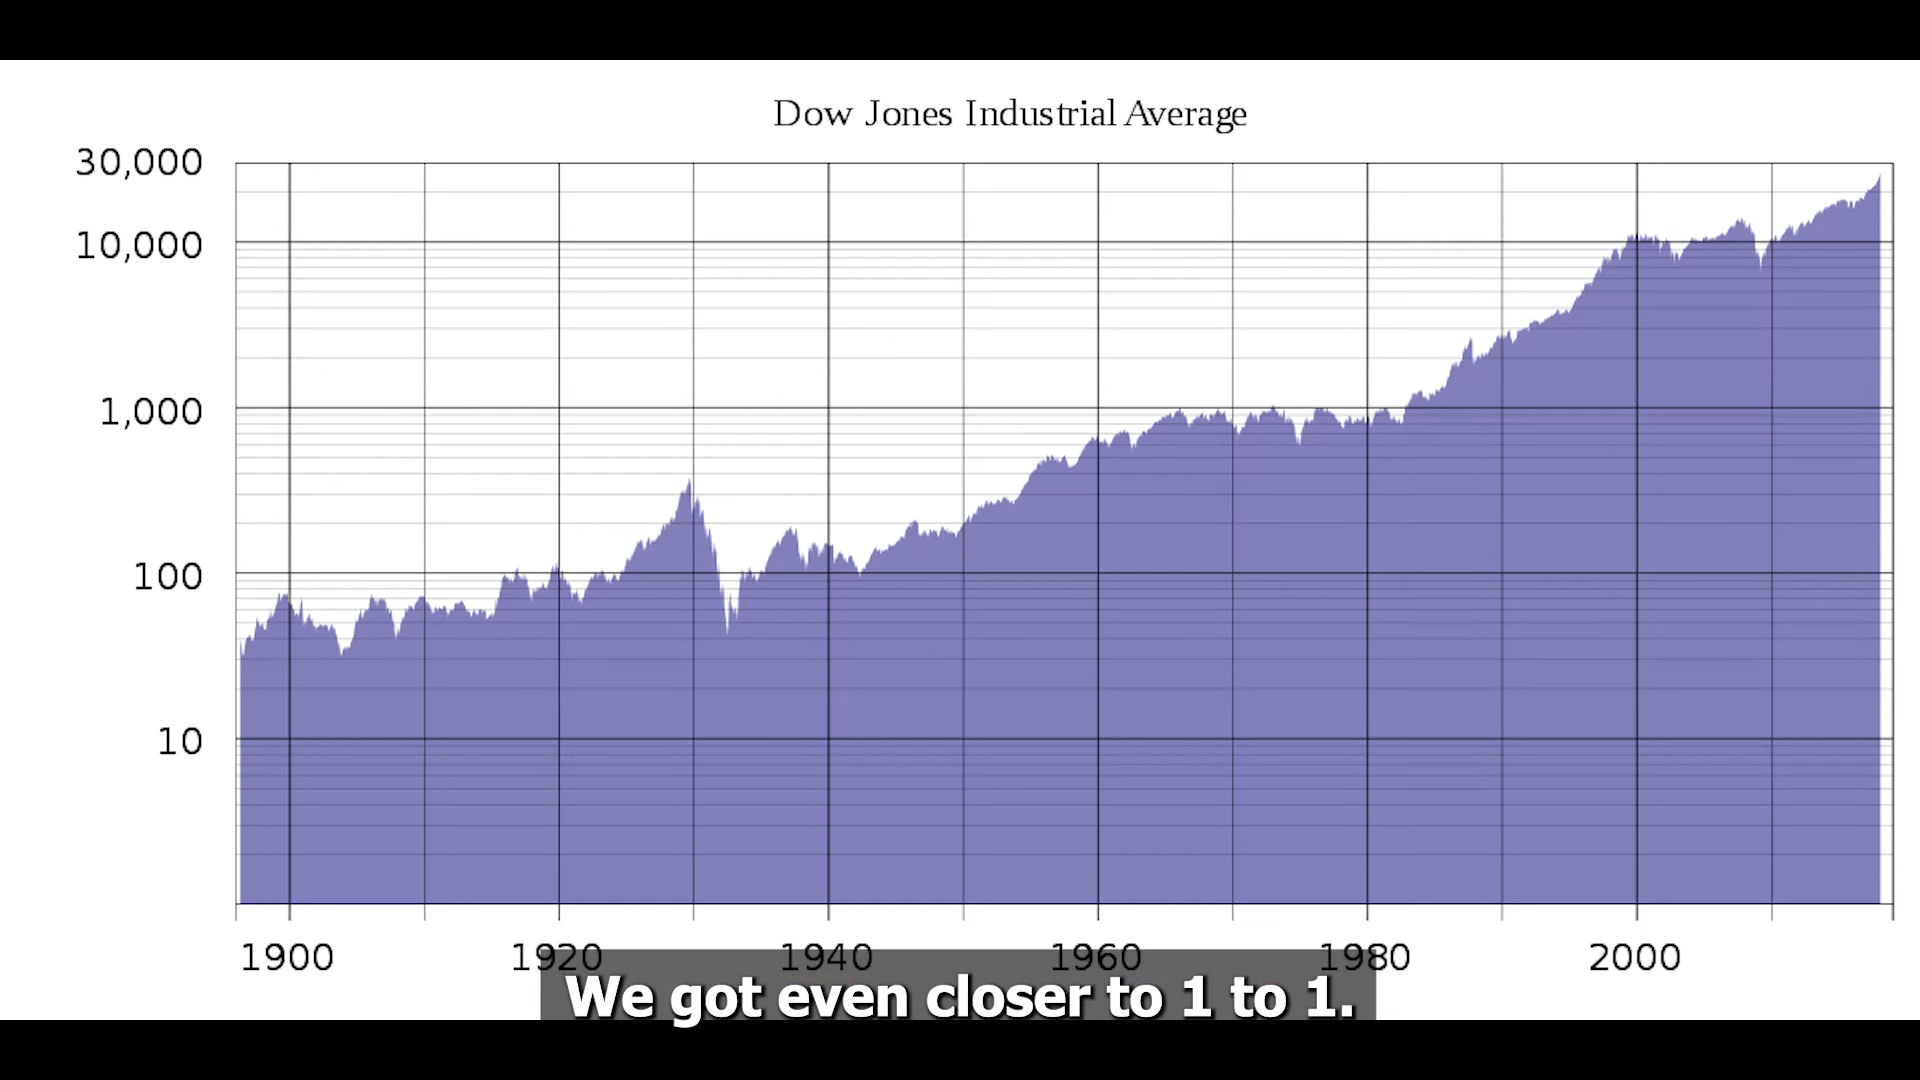 Dow Jones Industrial Average
30,000
10,000
1,000
100
10
1900 1920 1940 1960 1980 2000
We got even closer to 1 to 1.